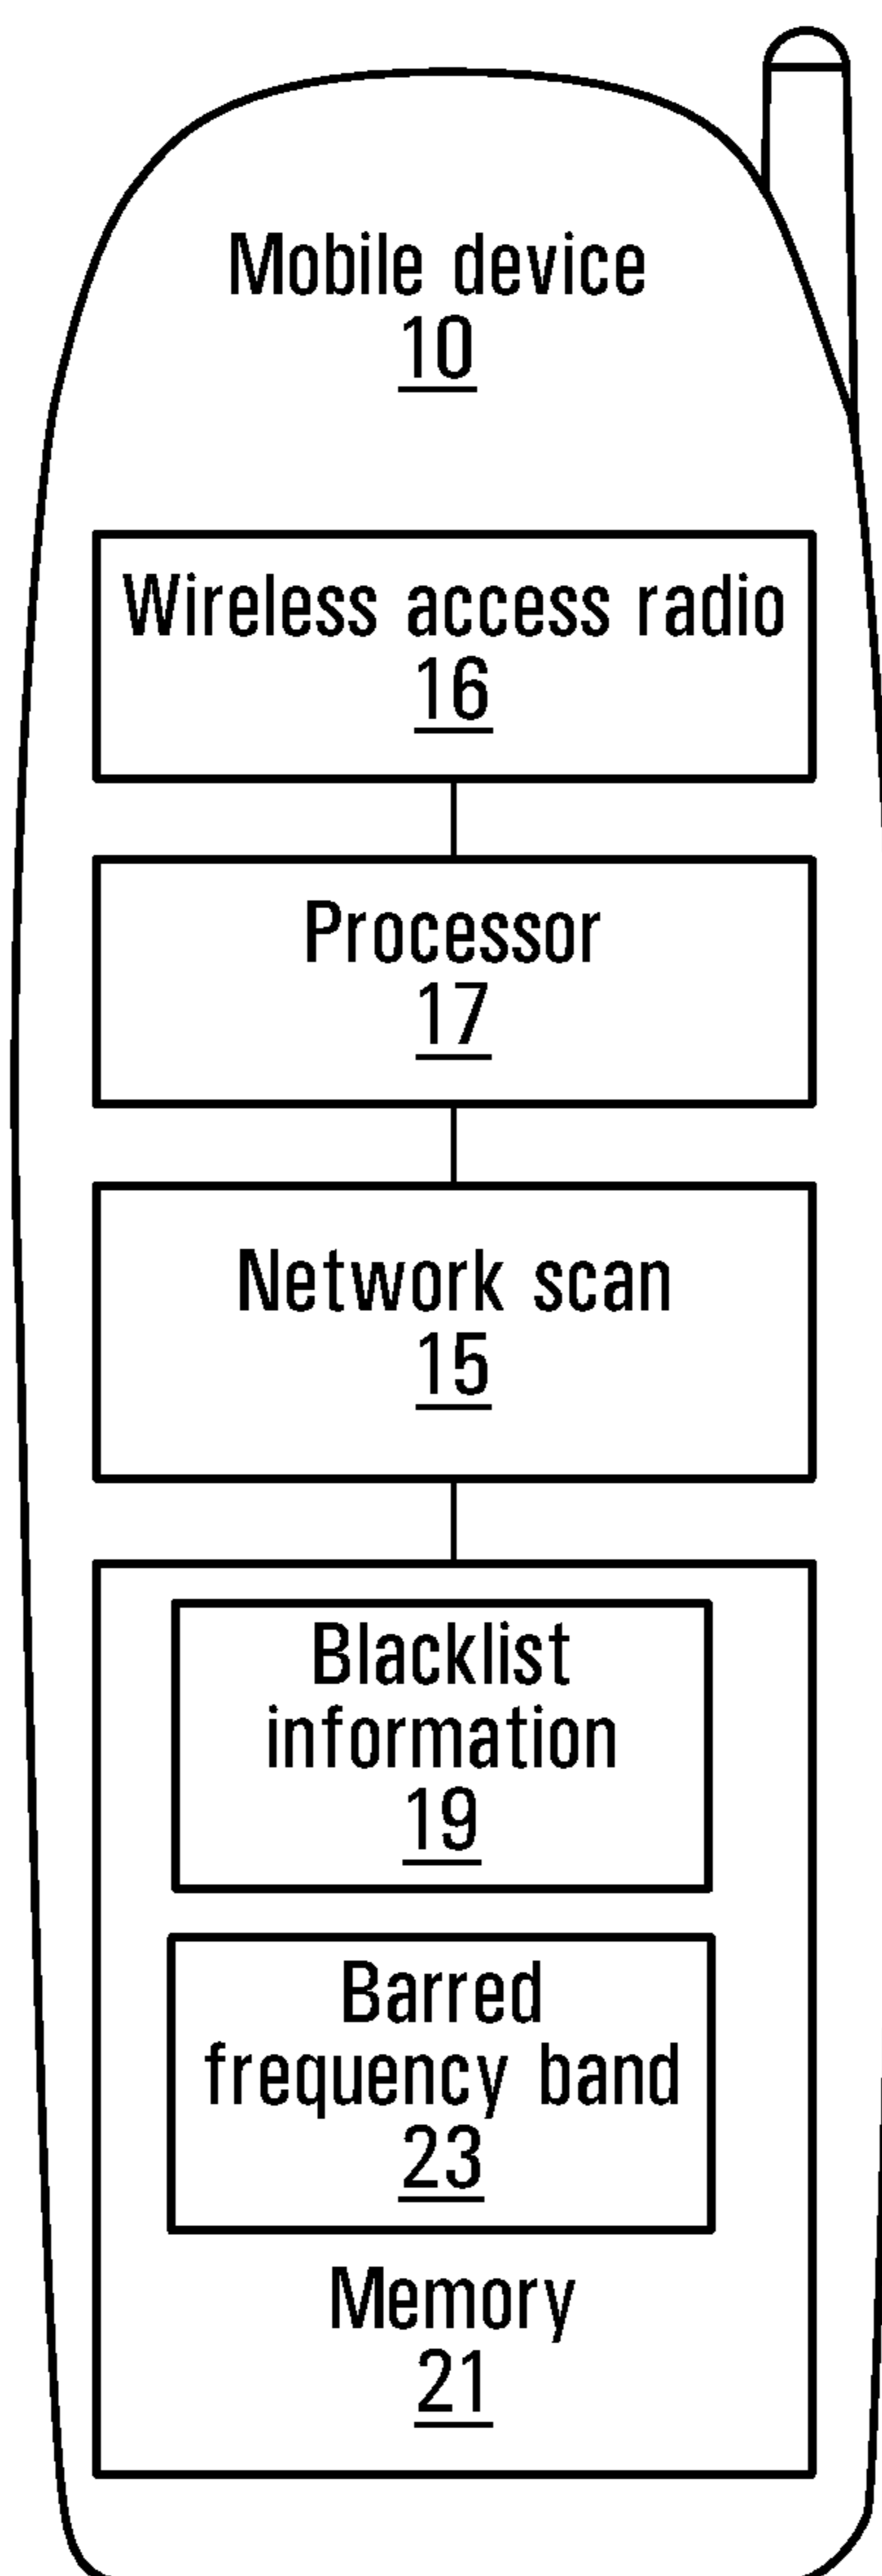 Mobile device
10
Wireless access radio
16
Processor
17
Network scan
15
Blacklist
information
19
Barred
frequency band
23
Memory
21